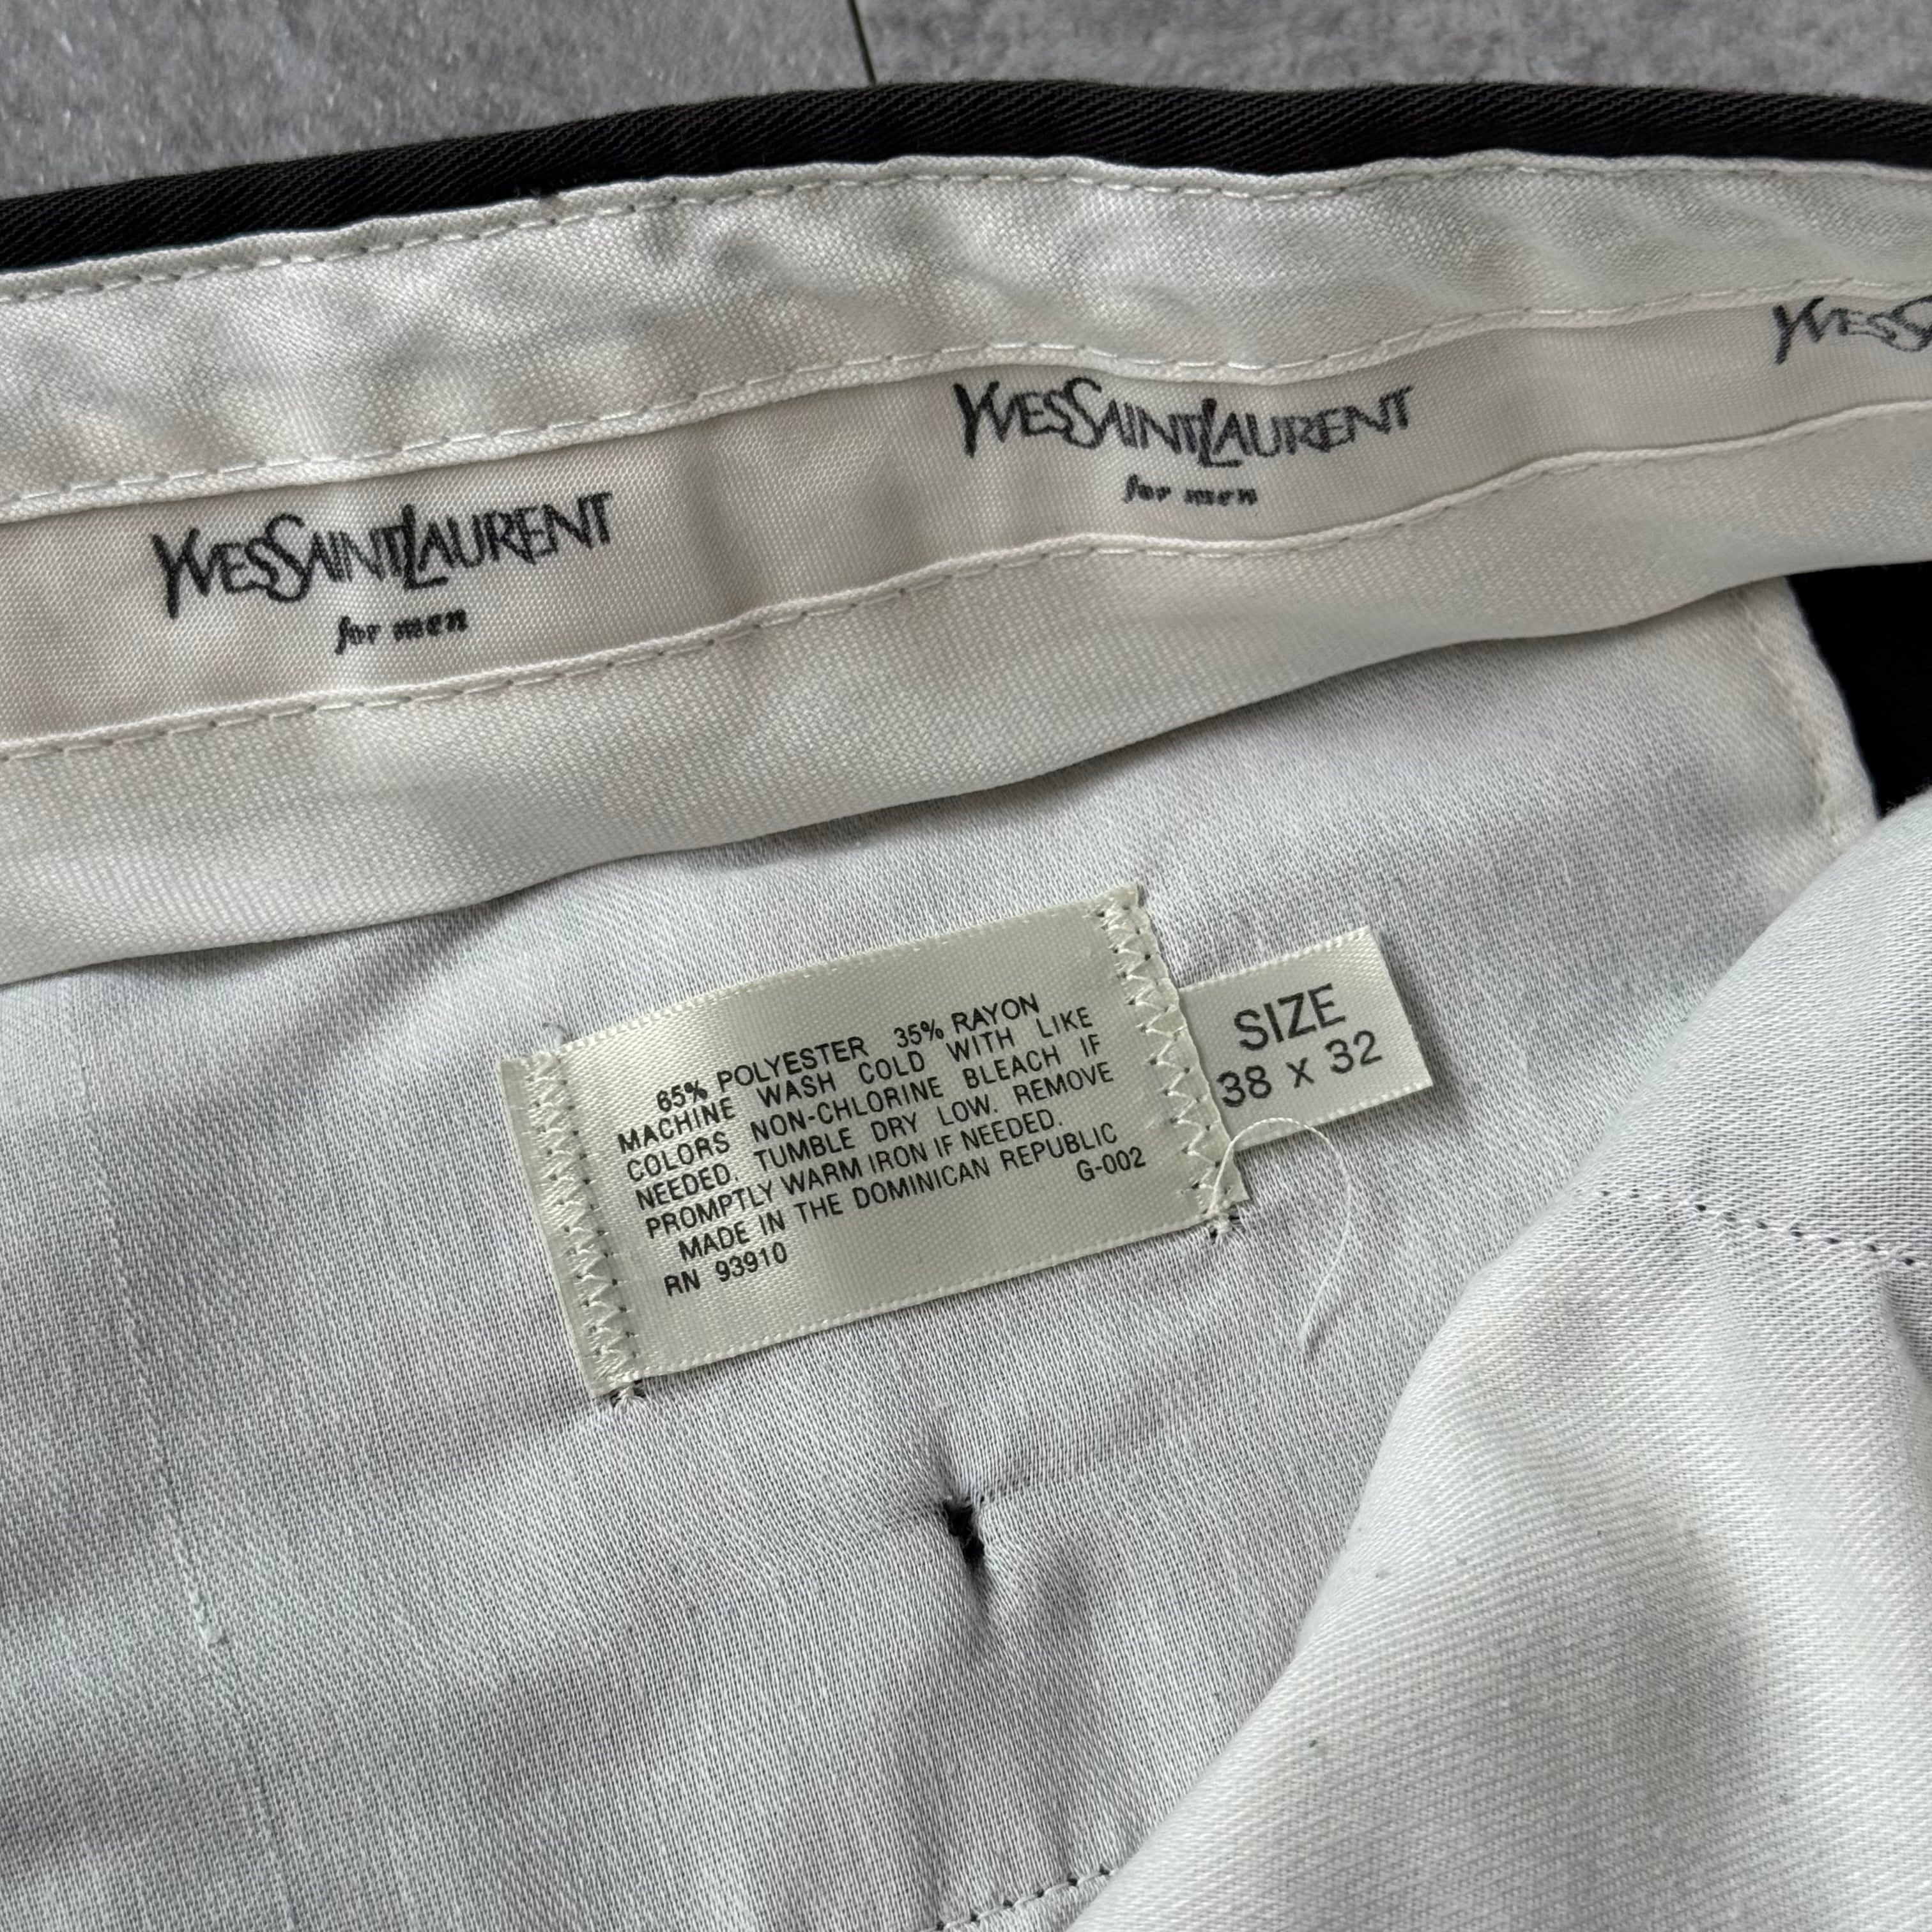 YVESSAINTLAURENT
for men
YVESSAINTLAURENT
for men
YVESS
65% POLYESTER 35% RAYON
MACHINE WASH COLD WITH LIKE
COLORS NON-CHLORINE BLEACH IF
NEEDED. TUMBLE DRY LOW. REMOVE
PROMPTLY WARM IRON IF NEEDED.
MADE IN THE DOMINICAN REPUBLIC
RN 93910 G-002
SIZE
38 x 32